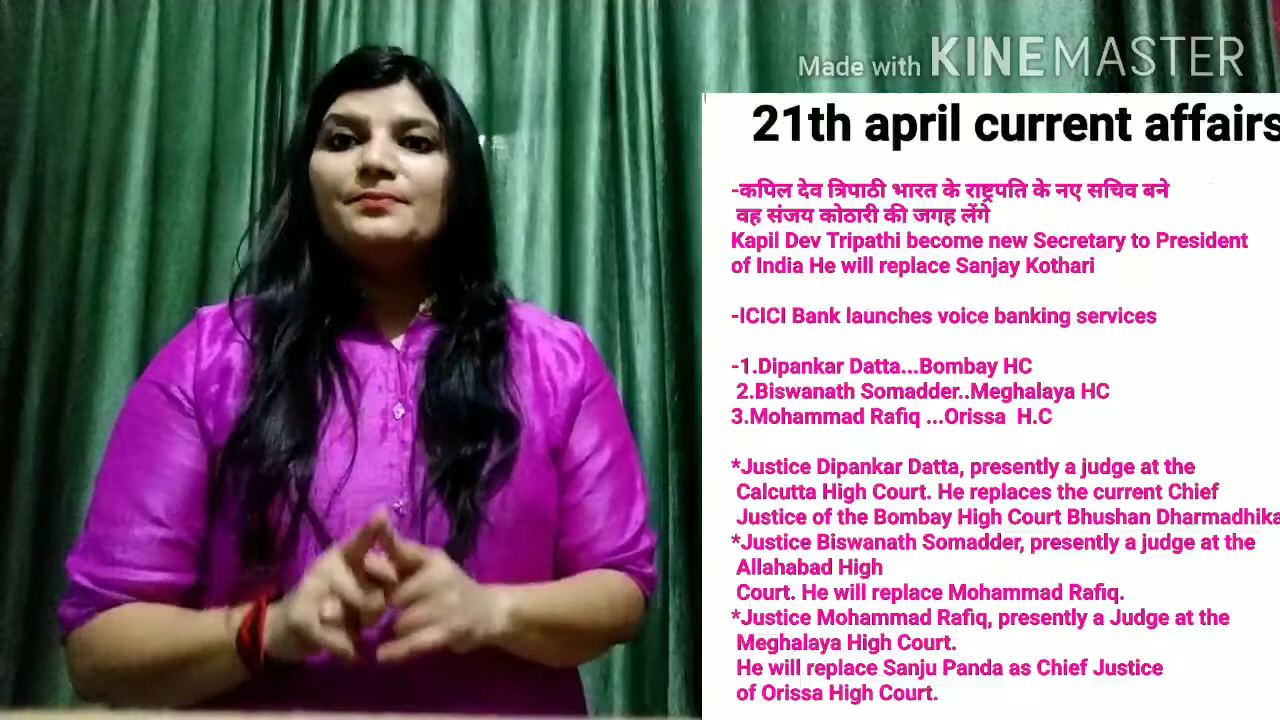 Made with KINEMASTER
21th april current affairs
-कपिल देव त्रिपाठी भारत के राष्ट्रपति के नए सचिव बने
वह संजय कोठारी की जगह लेंगे
Kapil Dev Tripathi become new Secretary to President
of India He will replace Sanjay Kothari
-ICICI Bank launches voice banking services
-1.Dipankar Datta...Bombay HC
2.Biswanath Somadder..Meghalaya HC
3.Mohammad Rafiq ...Orissa H.C
*Justice Dipankar Datta, presently a judge at the
Calcutta High Court. He replaces the current Chief
Justice of the Bombay High Court Bhushan Dharmadhika
*Justice Biswanath Somadder, presently a judge at the
Allahabad High
Court. He will replace Mohammad Rafiq.
*Justice Mohammad Rafiq, presently a Judge at the
Meghalaya High Court.
He will replace Sanju Panda as Chief Justice
of Orissa High Court.